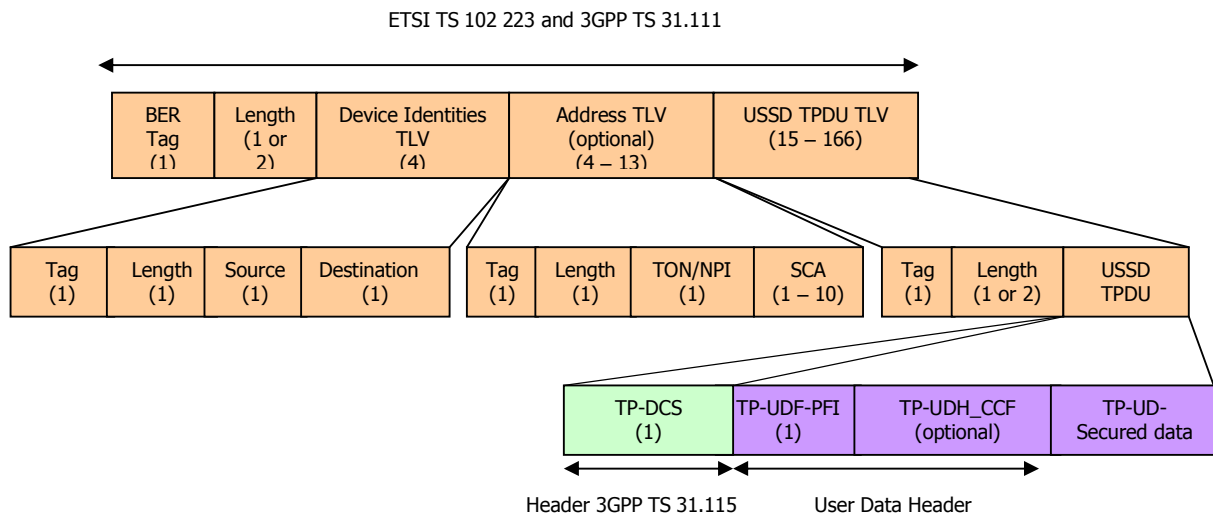 ETSI TS 102 223 and 3GPP TS 31.111
BER
Tag
(1)
Length
(1 or
2)
Device Identities
TLV
(4)
Address TLV
(optional)
(4 – 13)
USSD TPDU TLV
(15 – 166)
Tag
(1)
Length
(1)
Source
(1)
Destination
(1)
Tag
(1)
Length
(1)
TON/NPI
(1)
SCA
(1 – 10)
Tag
(1)
Length
(1 or 2)
USSD
TPDU
TP-DCS
(1)
TP-UDF-PFI
(1)
TP-UDH_CCF
(optional)
TP-UD-
Secured data
Header 3GPP TS 31.115
User Data Header